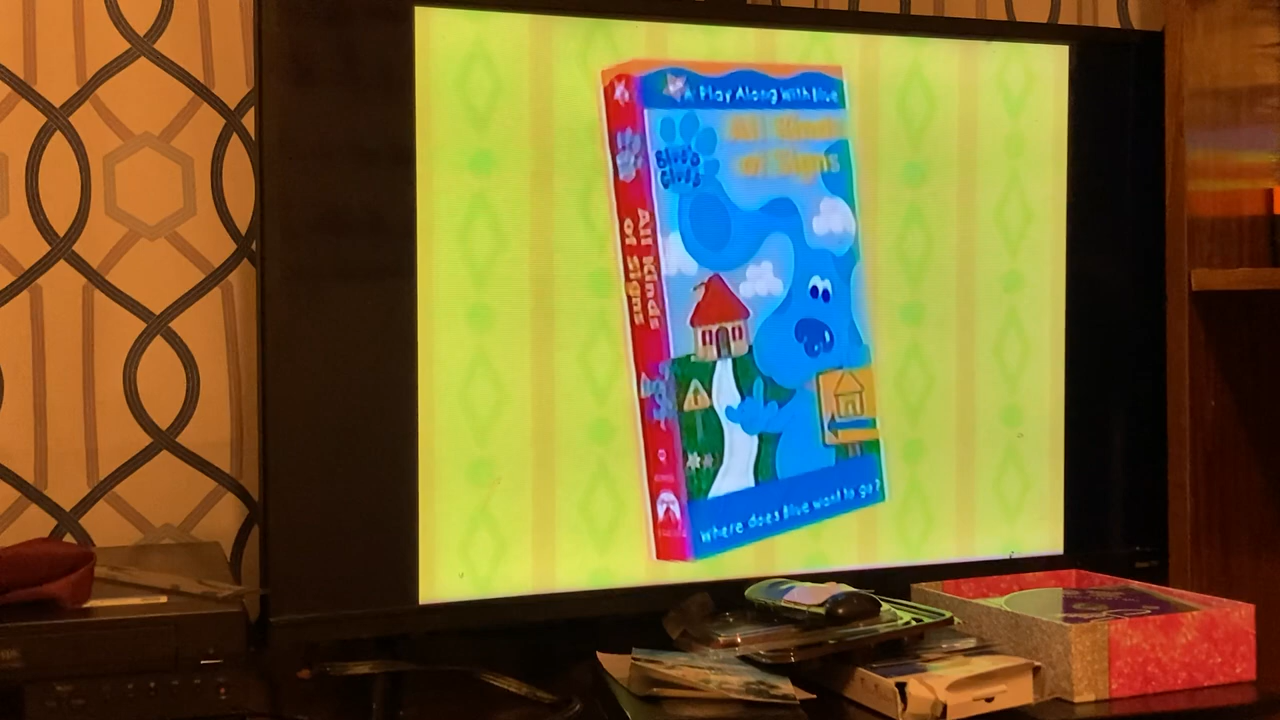 A Play Along With Blue
All Kinds
of Signs
Blue's
Clues
All Kinds
of Signs
Where does Blue want to go?